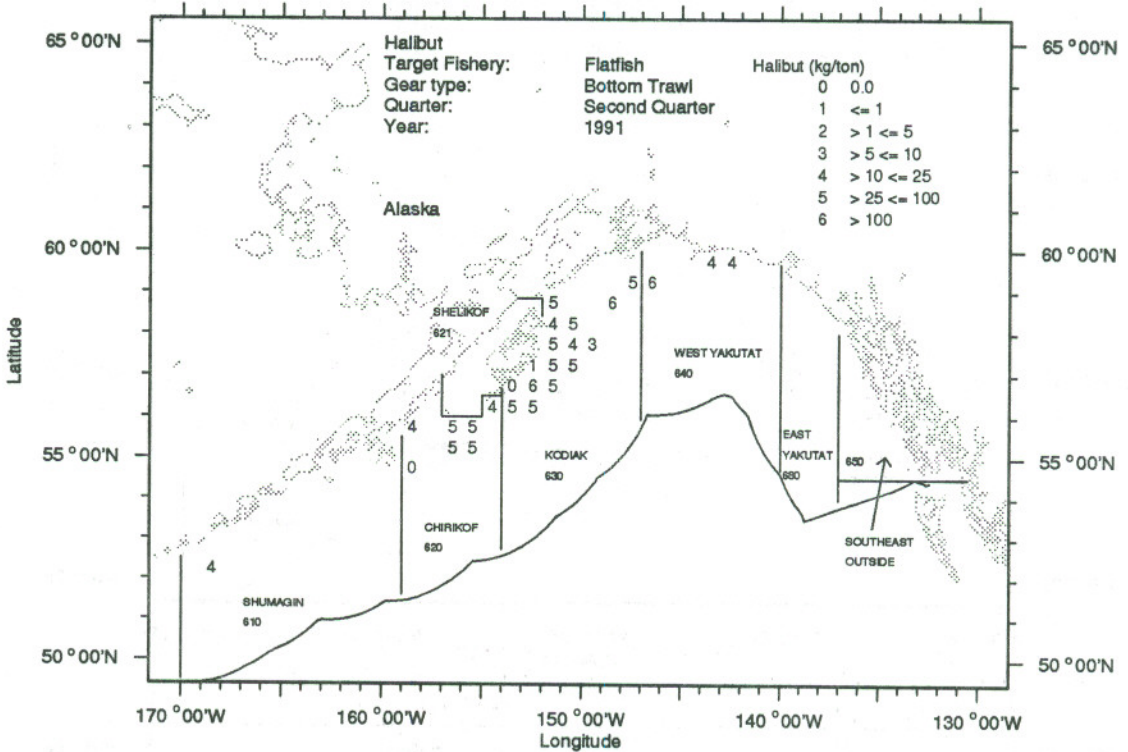 Halibut
Target Fishery: Flatfish
Gear type: Bottom Trawl
Quarter: Second Quarter
Year: 1991
Halibut (kg/ton)
0 0.0
1 <= 1
2 > 1 <= 5
3 > 5 <= 10
4 > 10 <= 25
5 > 25 <= 100
6 > 100
65 °00'N
65 °00'N
Alaska
60 °00'N
60 °00'N
4 4
5 6
SHELIKOF
621
5
6
4 5
5 4 3
1 5 5
0 6 5
4 5 5
WEST YAKUTAT
640
4
5 5
5 5
0
55 °00'N
55 °00'N
KODIAK
630
EAST
YAKUTAT
680
650
CHIRIKOF
620
SOUTHEAST
OUTSIDE
4
SHUMAGIN
610
50 °00'N
50 °00'N
Latitude
170 °00'W
160 °00'W
150 °00'W
140 °00'W
130 °00'W
Longitude